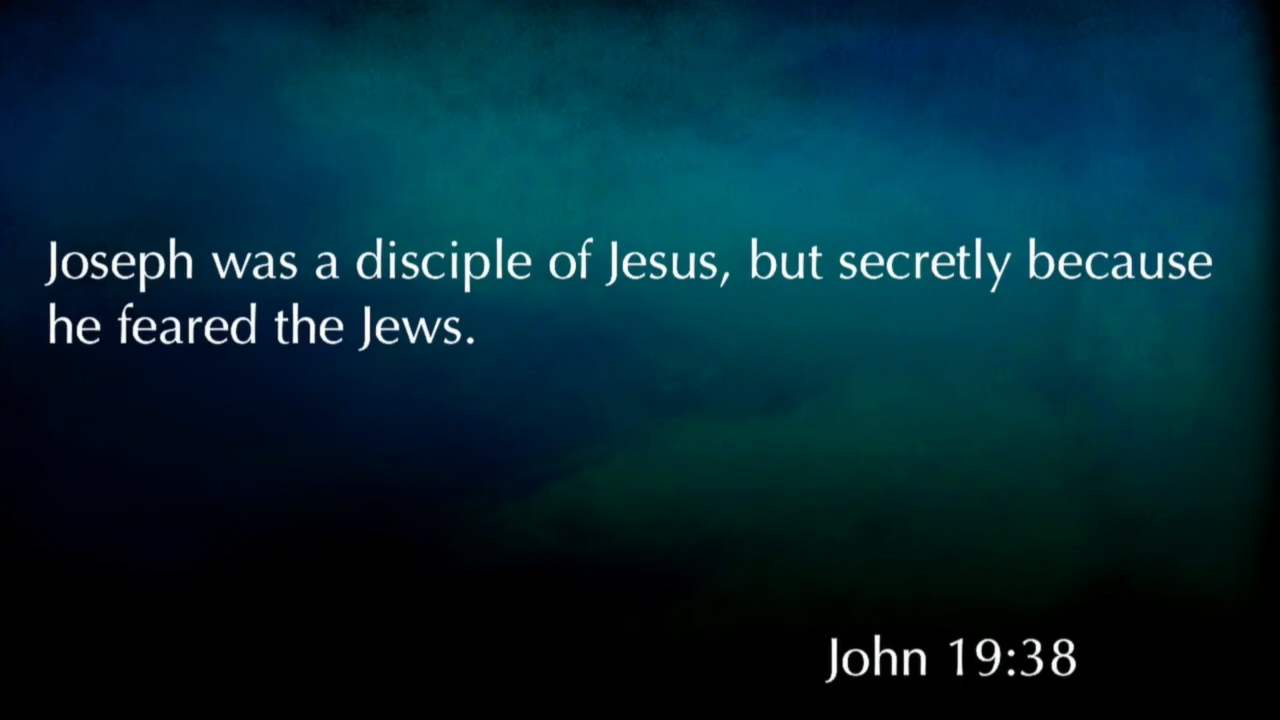 Joseph was a disciple of Jesus, but secretly because
he feared the Jews.
John 19:38